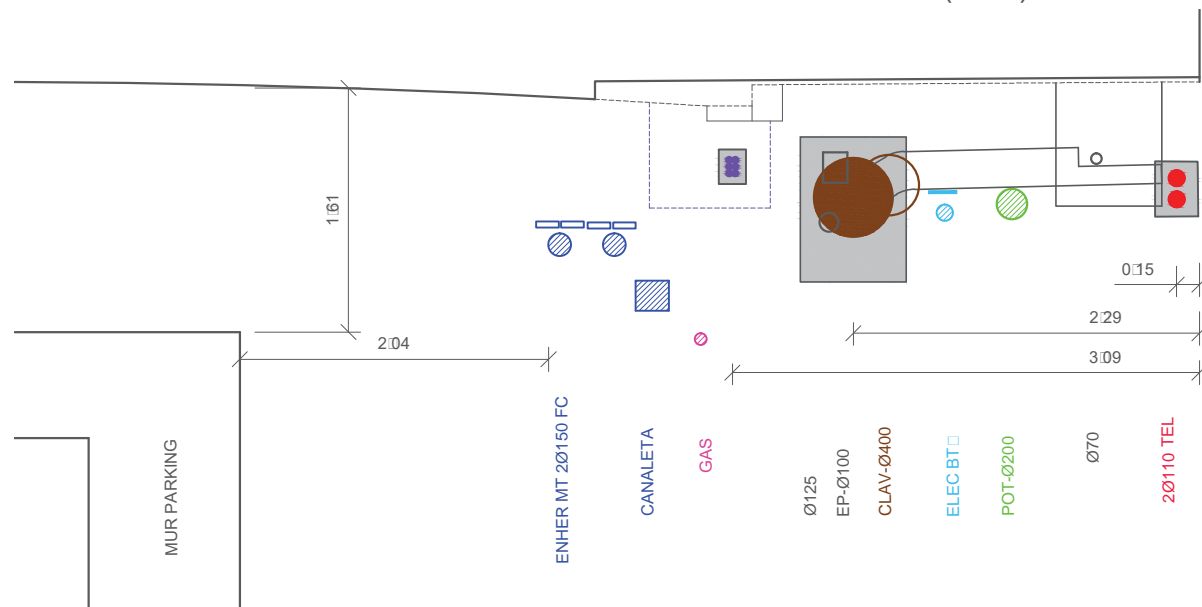 1□61
0□15
2□29
2□04
3□09
MUR PARKING
ENHER MT 2Ø150 FC
CANALETA
GAS
Ø125
EP-Ø100
CLAV-Ø400
ELEC BT□
POT-Ø200
Ø70
2Ø110 TEL